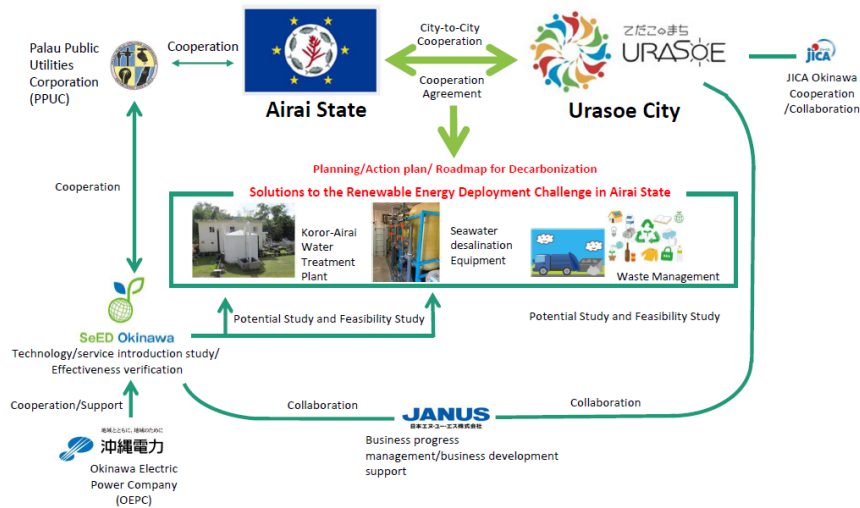 Palau Public
Utilities
Corporation
(PPUC)
Cooperation
Airai State
City-to-City
Cooperation
Cooperation
Agreement
てだこのまち
URASOE
Urasoe City
JICA
JICA Okinawa
Cooperation
/Collaboration
Planning/Action plan/ Roadmap for Decarbonization
Solutions to the Renewable Energy Deployment Challenge in Airai State
Cooperation
Koror-Airai
Water
Treatment
Plant
Seawater
desalination
Equipment
Waste Management
SeED Okinawa
Technology/service introduction study/
Effectiveness verification
Potential Study and Feasibility Study
Potential Study and Feasibility Study
Cooperation/Support
地域とともに、地域のために
沖縄電力
Okinawa Electric
Power Company
(OEPC)
Collaboration
JANUS
日本エヌ・ユー・エス株式会社
Collaboration
Business progress
management/business development
support